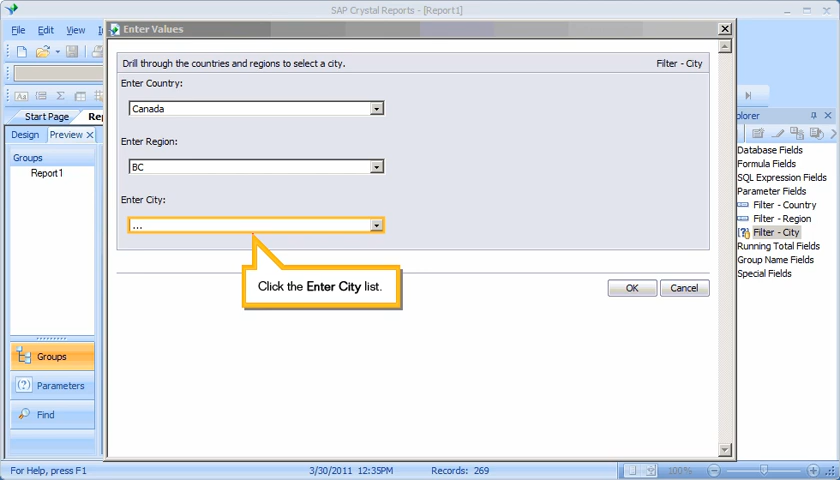 SAP Crystal Reports - [Report1]
File Edit View
Enter Values
Drill through the countries and regions to select a city.
Filter - City
Enter Country:
Canada
Enter Region:
BC
Enter City:
...
Click the Enter City list.
OK
Cancel
Start Page
Rep
Design
Preview
Groups
Report1
Groups
Parameters
Find
plorer
Database Fields
Formula Fields
SQL Expression Fields
Parameter Fields
Filter - Country
Filter - Region
Filter - City
Running Total Fields
Group Name Fields
Special Fields
For Help, press F1
3/30/2011 12:35PM
Records: 269
100%